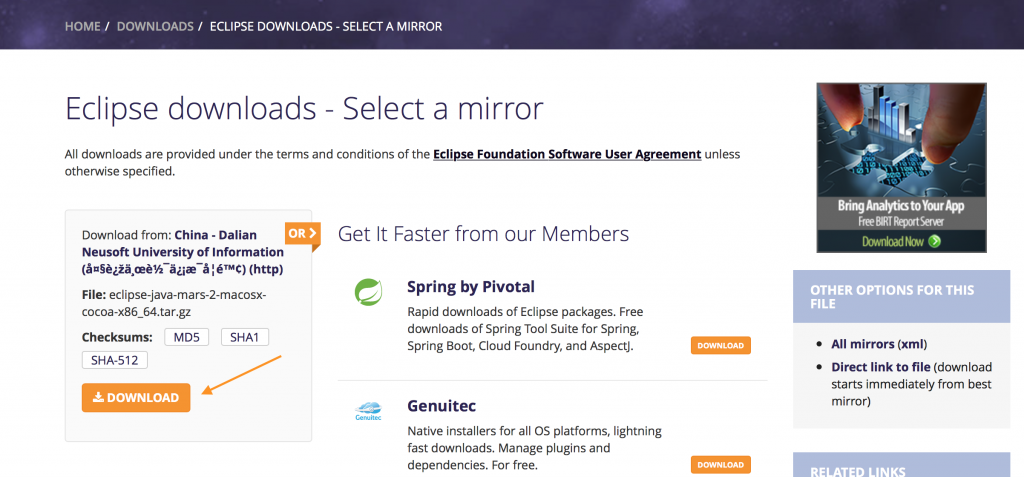 HOME / DOWNLOADS / ECLIPSE DOWNLOADS - SELECT A MIRROR
Eclipse downloads - Select a mirror
All downloads are provided under the terms and conditions of the Eclipse Foundation Software User Agreement unless
otherwise specified.
Download from: China - Dalian
Neusoft University of Information
(å¤§è¿žä¸œè½¯ä¿¡æ¯å­¦é™¢) (http)
File: eclipse-java-mars-2-macosx-
cocoa-x86_64.tar.gz
Checksums: MD5 SHA1
SHA-512
DOWNLOAD
OR
Get It Faster from our Members
Spring by Pivotal
Rapid downloads of Eclipse packages. Free
downloads of Spring Tool Suite for Spring,
Spring Boot, Cloud Foundry, and AspectJ.
DOWNLOAD
Genuitec
Genuitec
Native installers for all OS platforms, lightning
fast downloads. Manage plugins and
dependencies. For free.
DOWNLOAD
Bring Analytics to Your App
Free BIRT Report Server
Download Now
OTHER OPTIONS FOR THIS
FILE
All mirrors (xml)
Direct link to file (download
starts immediately from best
mirror)
RELATED LINKS